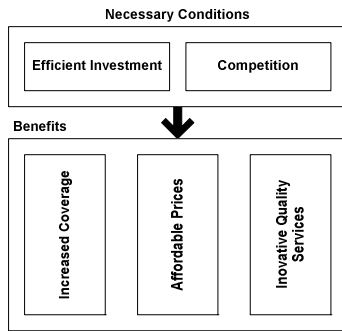 Necessary Conditions
Efficient Investment
Competition
Benefits
Increased Coverage
Affordable Prices
Inovative Quality
Services